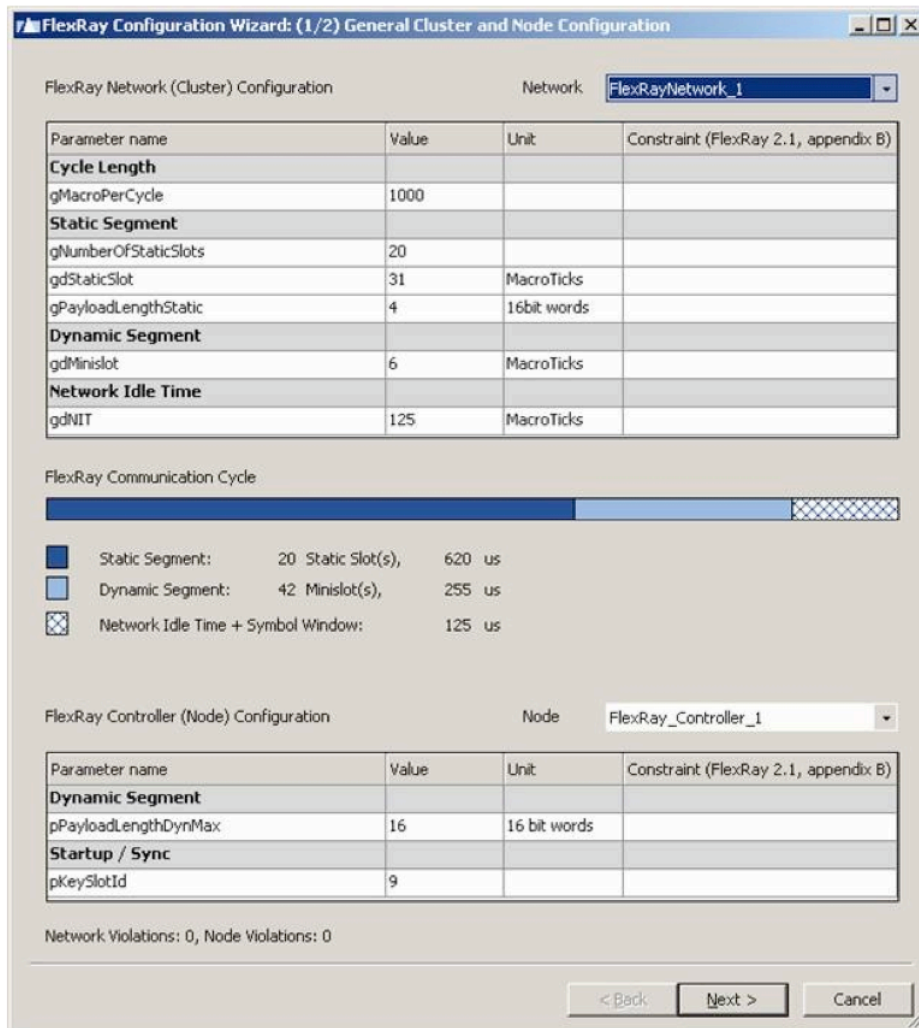 FlexRay Configuration Wizard: (1/2) General Cluster and Node Configuration
FlexRay Network (Cluster) Configuration Network FlexRayNetwork_1
Parameter name Value Unit Constraint (FlexRay 2.1, appendix B)
Cycle Length
gMacroPerCycle 1000
Static Segment
gNumberOfStaticSlots 20
gdStaticSlot 31 MacroTicks
gPayloadLengthStatic 4 16bit words
Dynamic Segment
gdMinislot 6 MacroTicks
Network Idle Time
gdNIT 125 MacroTicks
FlexRay Communication Cycle
Static Segment: 20 Static Slot(s), 620 us
Dynamic Segment: 42 Minislot(s), 255 us
Network Idle Time + Symbol Window: 125 us
FlexRay Controller (Node) Configuration Node FlexRay_Controller_1
Parameter name Value Unit Constraint (FlexRay 2.1, appendix B)
Dynamic Segment
pPayloadLengthDynMax 16 16 bit words
Startup / Sync
pKeySlotId 9
Network Violations: 0, Node Violations: 0
< Back Next > Cancel